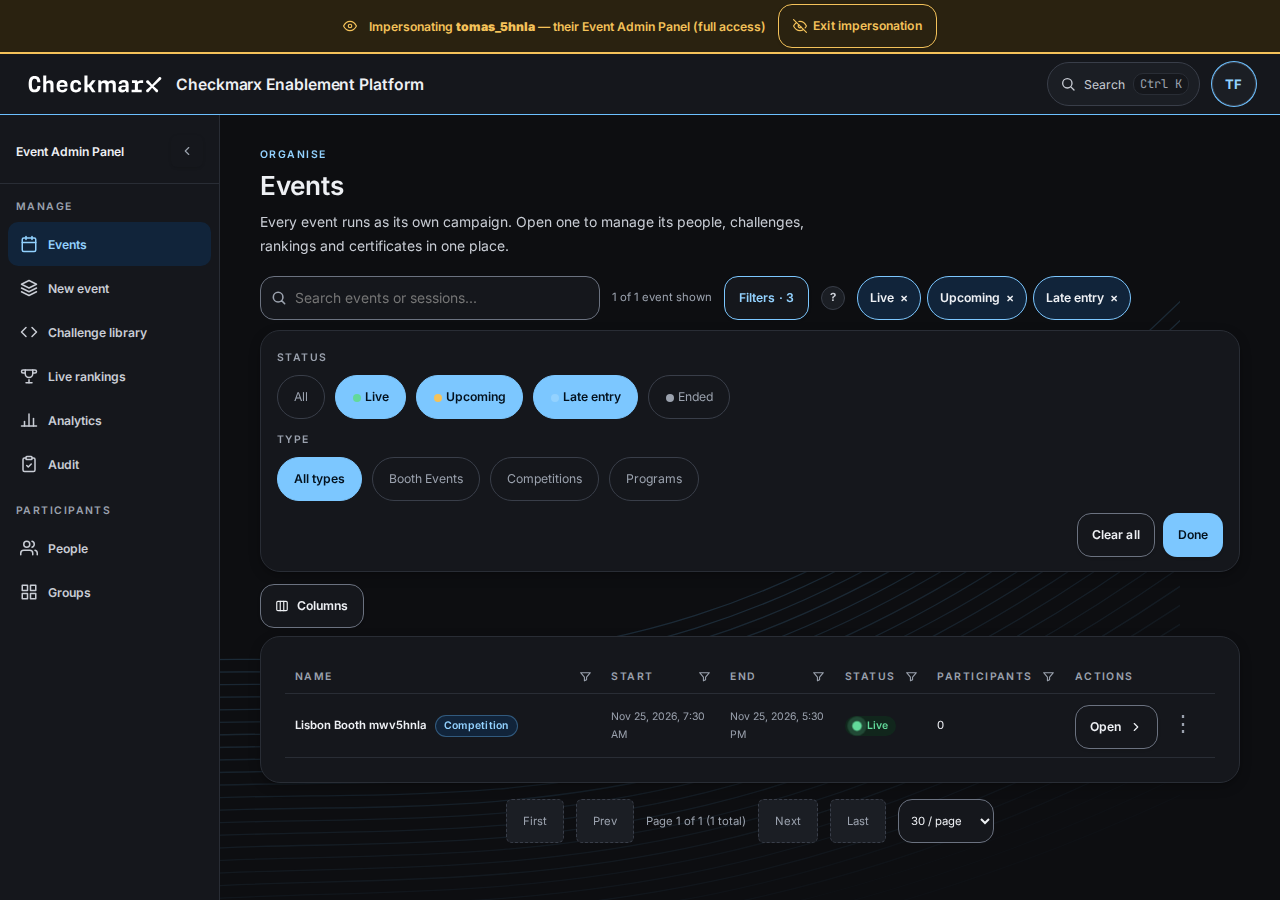 Impersonating tomas_5hnla — their Event Admin Panel (full access)
Exit impersonation
Checkmarx
Checkmarx Enablement Platform
Search
Ctrl K
TF
Event Admin Panel
MANAGE
Events
New event
Challenge library
Live rankings
Analytics
Audit
PARTICIPANTS
People
Groups
ORGANISE
Events
Every event runs as its own campaign. Open one to manage its people, challenges,
rankings and certificates in one place.
Search events or sessions...
1 of 1 event shown
Filters · 3
?
Live ×
Upcoming ×
Late entry ×
STATUS
All
Live
Upcoming
Late entry
Ended
TYPE
All types
Booth Events
Competitions
Programs
Clear all
Done
Columns
NAME
START
END
STATUS
PARTICIPANTS
ACTIONS
Lisbon Booth mwv5hnla
Competition
Nov 25, 2026, 7:30
AM
Nov 25, 2026, 5:30
PM
Live
0
Open
First
Prev
Page 1 of 1 (1 total)
Next
Last
30 / page